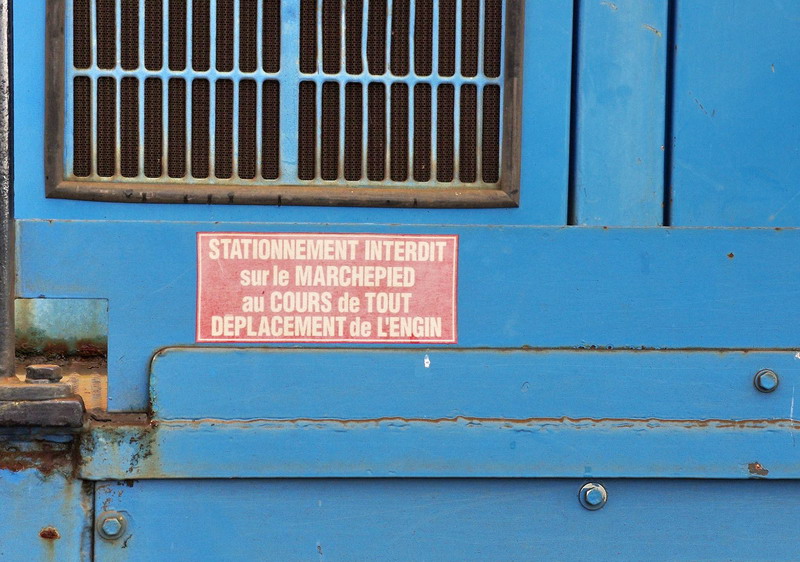 STATIONNEMENT INTERDIT
sur le MARCHEPIED
au COURS de TOUT
DEPLACEMENT de L'ENGIN